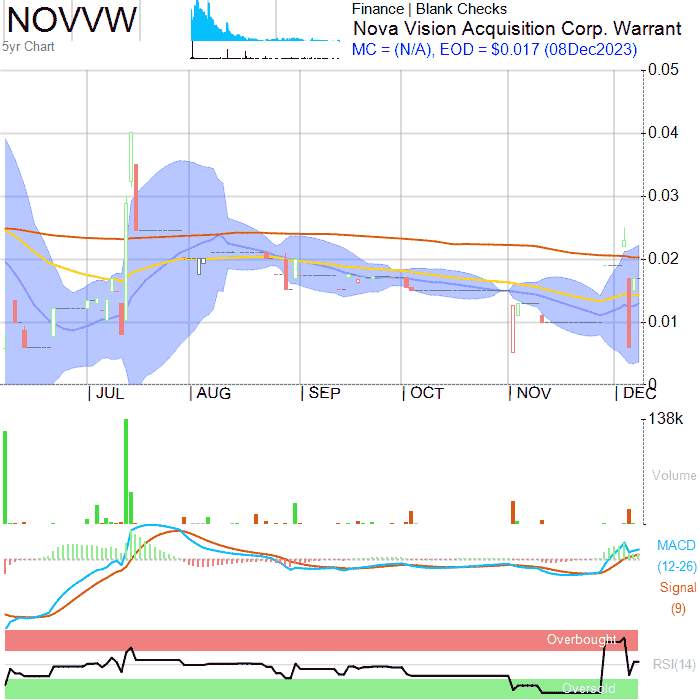 NOVVW
5yr Chart
Finance | Blank Checks
Nova Vision Acquisition Corp. Warrant
MC = (N/A), EOD = $0.017 (08Dec2023)
0.05
0.04
0.03
0.02
0.01
0
JUL AUG SEP OCT NOV DEC
138k
Volume
MACD
(12-26)
Signal
(9)
Overbought
RSI(14)
Oversold